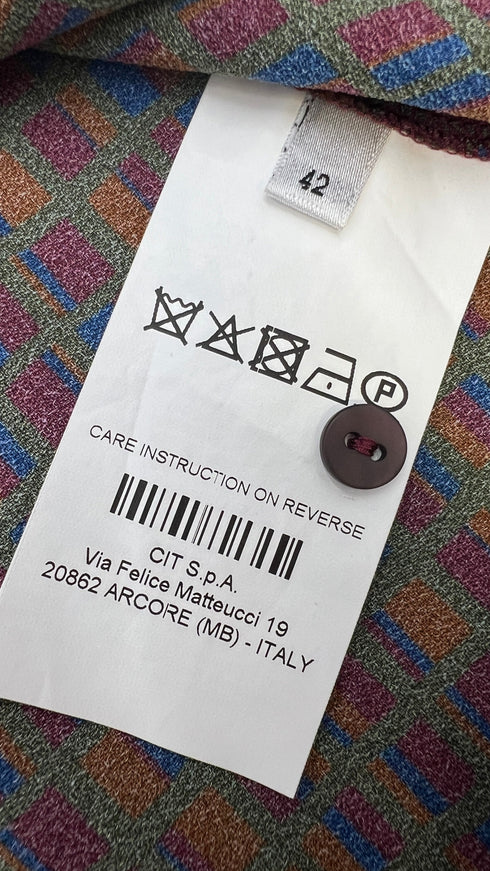 42
P
CARE INSTRUCTION ON REVERSE
CIT S.p.A.
Via Felice Matteucci 19
20862 ARCORE (MB) - ITALY